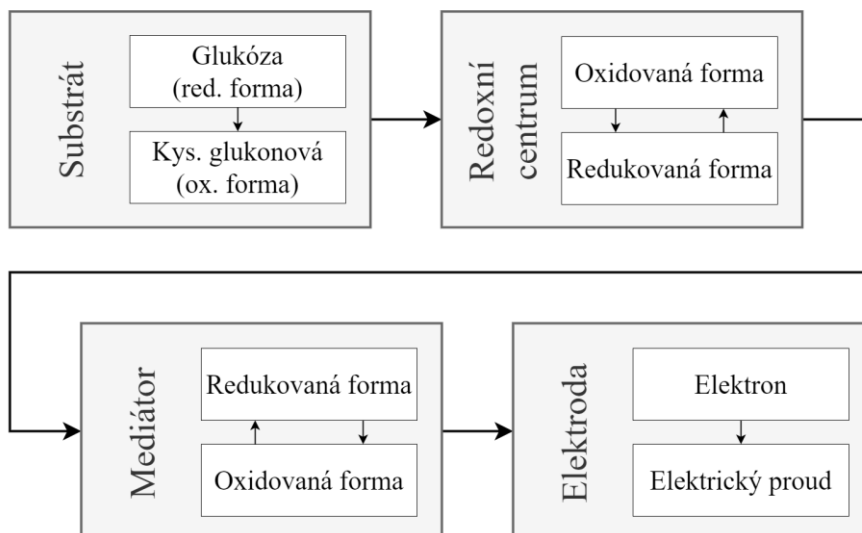 Substrát
Glukóza
(red. forma)
Kys. glukonová
(ox. forma)
Redoxní
centrum
Oxidovaná forma
Redukovaná forma
Mediátor
Redukovaná forma
Oxidovaná forma
Elektroda
Elektron
Elektrický proud